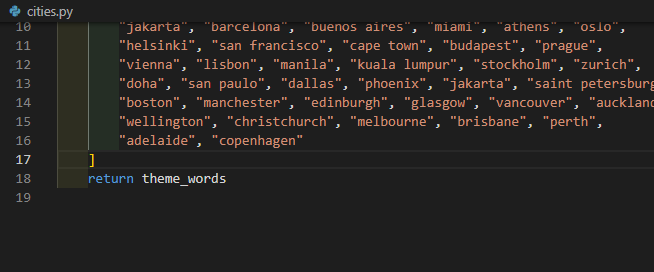 cities.py
10 "jakarta", "barcelona", "buenos aires", "miami", "athens", "oslo",
11 "helsinki", "san francisco", "cape town", "budapest", "prague",
12 "vienna", "lisbon", "manila", "kuala lumpur", "stockholm", "zurich",
13 "doha", "san paulo", "dallas", "phoenix", "jakarta", "saint petersburg
14 "boston", "manchester", "edinburgh", "glasgow", "vancouver", "auckland
15 "wellington", "christchurch", "melbourne", "brisbane", "perth",
16 "adelaide", "copenhagen"
17 ]
18 return theme_words
19